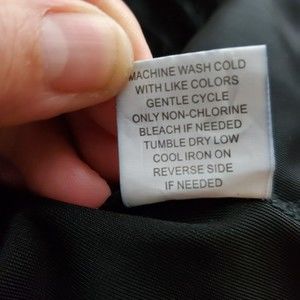 MACHINE WASH COLD
WITH LIKE COLORS
GENTLE CYCLE
ONLY NON-CHLORINE
BLEACH IF NEEDED
TUMBLE DRY LOW
COOL IRON ON
REVERSE SIDE
IF NEEDED